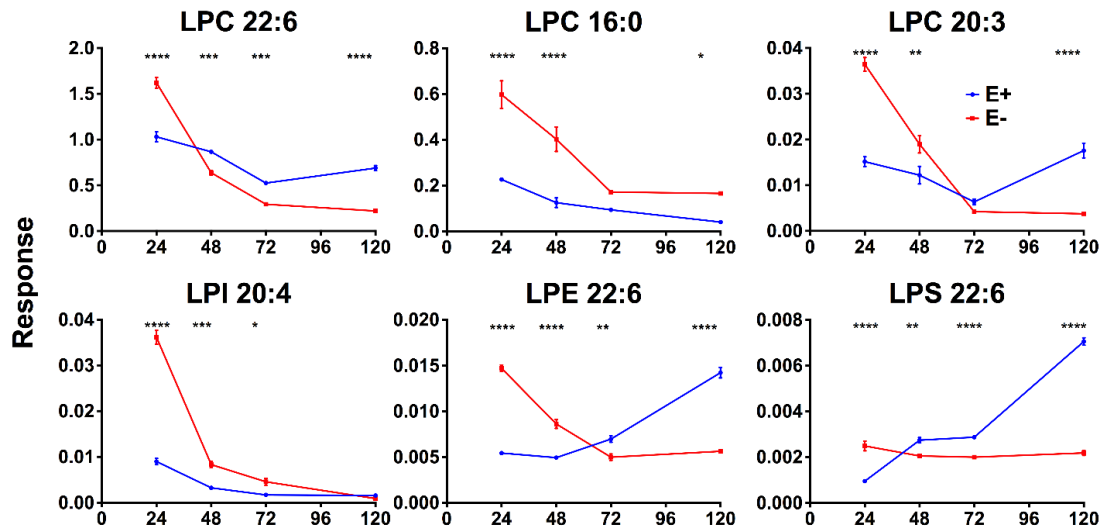 LPC 22:6
LPC 16:0
LPC 20:3
2.0
1.5
1.0
0.5
0.0
**** *** *** ****
0 24 48 72 96 120
0.8
0.6
0.4
0.2
0.0
**** **** *
0 24 48 72 96 120
0.04
0.03
0.02
0.01
0.00
**** ** ****
E+
E-
0 24 48 72 96 120
Response
LPI 20:4
LPE 22:6
LPS 22:6
0.04
0.03
0.02
0.01
0.00
**** *** *
0 24 48 72 96 120
0.020
0.015
0.010
0.005
0.000
**** **** ** ****
0 24 48 72 96 120
0.008
0.006
0.004
0.002
0.000
**** ** **** ****
0 24 48 72 96 120